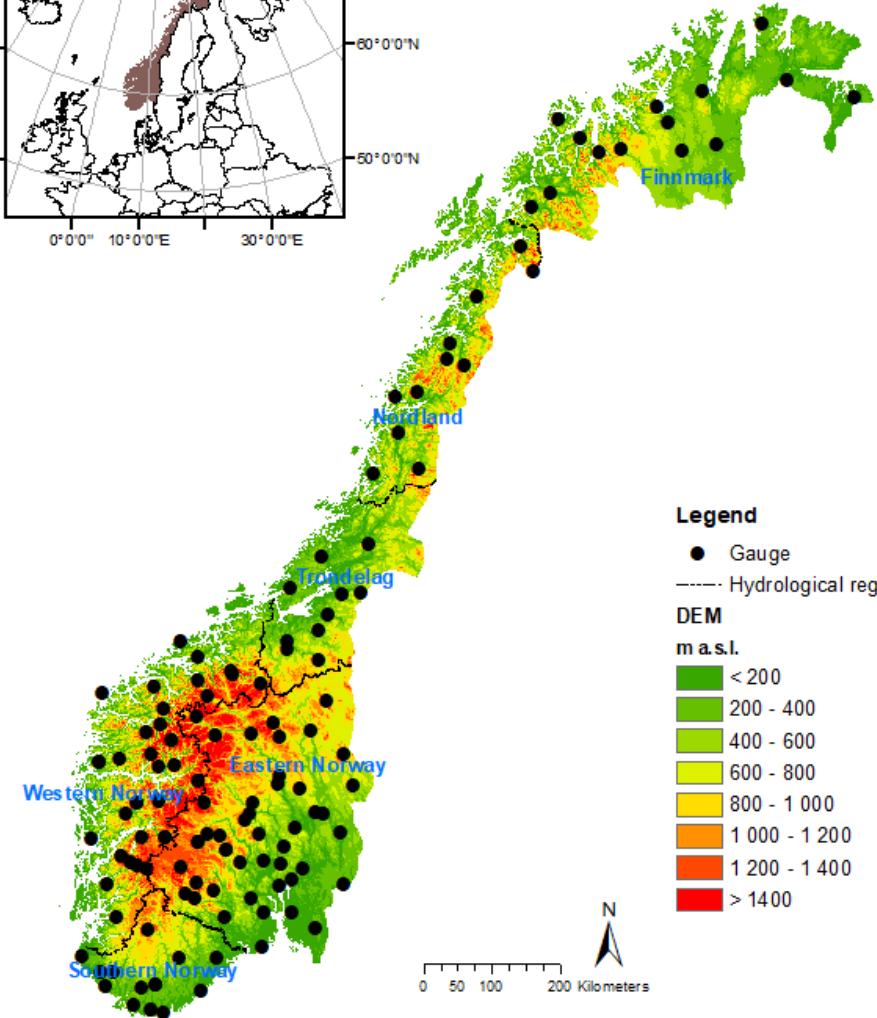 60°0'0"N
50°0'0"N
0°0'0" 10°0'0"E 30°0'0"E
Finnmark
Nordland
Trondelag
Eastern Norway
Western Norway
Southern Norway
Legend
Gauge
Hydrological reg
DEM
m a.s.l.
< 200
200 - 400
400 - 600
600 - 800
800 - 1 000
1 000 - 1 200
1 200 - 1 400
> 1400
N
0 50 100 200 Kilometers